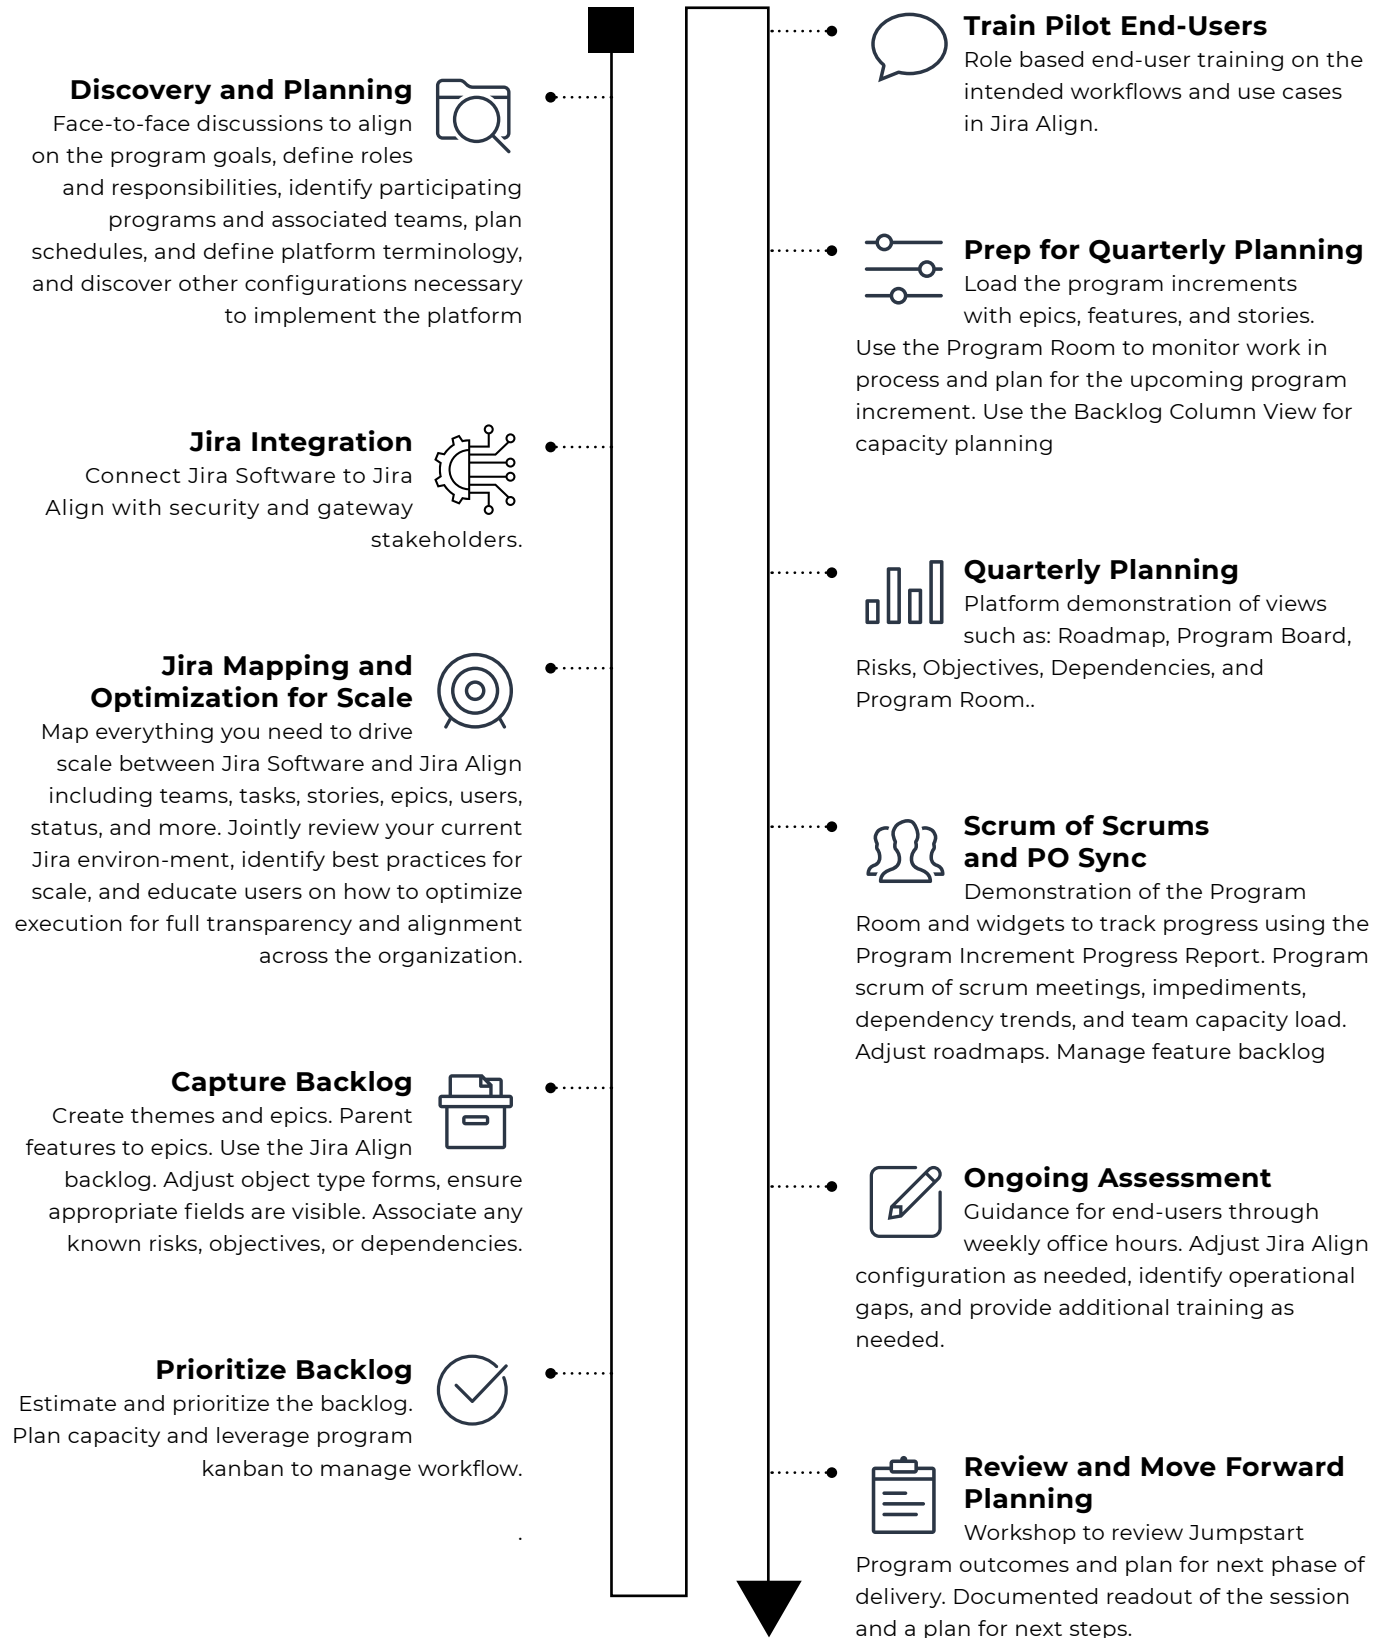 Discovery and Planning
Face-to-face discussions to align
on the program goals, define roles
and responsibilities, identify participating
programs and associated teams, plan
schedules, and define platform terminology,
and discover other configurations necessary
to implement the platform
Jira Integration
Connect Jira Software to Jira
Align with security and gateway
stakeholders.
Jira Mapping and
Optimization for Scale
Map everything you need to drive
scale between Jira Software and Jira Align
including teams, tasks, stories, epics, users,
status, and more. Jointly review your current
Jira environ-ment, identify best practices for
scale, and educate users on how to optimize
execution for full transparency and alignment
across the organization.
Capture Backlog
Create themes and epics. Parent
features to epics. Use the Jira Align
backlog. Adjust object type forms, ensure
appropriate fields are visible. Associate any
known risks, objectives, or dependencies.
Prioritize Backlog
Estimate and prioritize the backlog.
Plan capacity and leverage program
kanban to manage workflow.
.
Train Pilot End-Users
Role based end-user training on the
intended workflows and use cases
in Jira Align.
Prep for Quarterly Planning
Load the program increments
with epics, features, and stories.
Use the Program Room to monitor work in
process and plan for the upcoming program
increment. Use the Backlog Column View for
capacity planning
Quarterly Planning
Platform demonstration of views
such as: Roadmap, Program Board,
Risks, Objectives, Dependencies, and
Program Room..
Scrum of Scrums
and PO Sync
Demonstration of the Program
Room and widgets to track progress using the
Program Increment Progress Report. Program
scrum of scrum meetings, impediments,
dependency trends, and team capacity load.
Adjust roadmaps. Manage feature backlog
Ongoing Assessment
Guidance for end-users through
weekly office hours. Adjust Jira Align
configuration as needed, identify operational
gaps, and provide additional training as
needed.
Review and Move Forward
Planning
Workshop to review Jumpstart
Program outcomes and plan for next phase of
delivery. Documented readout of the session
and a plan for next steps.